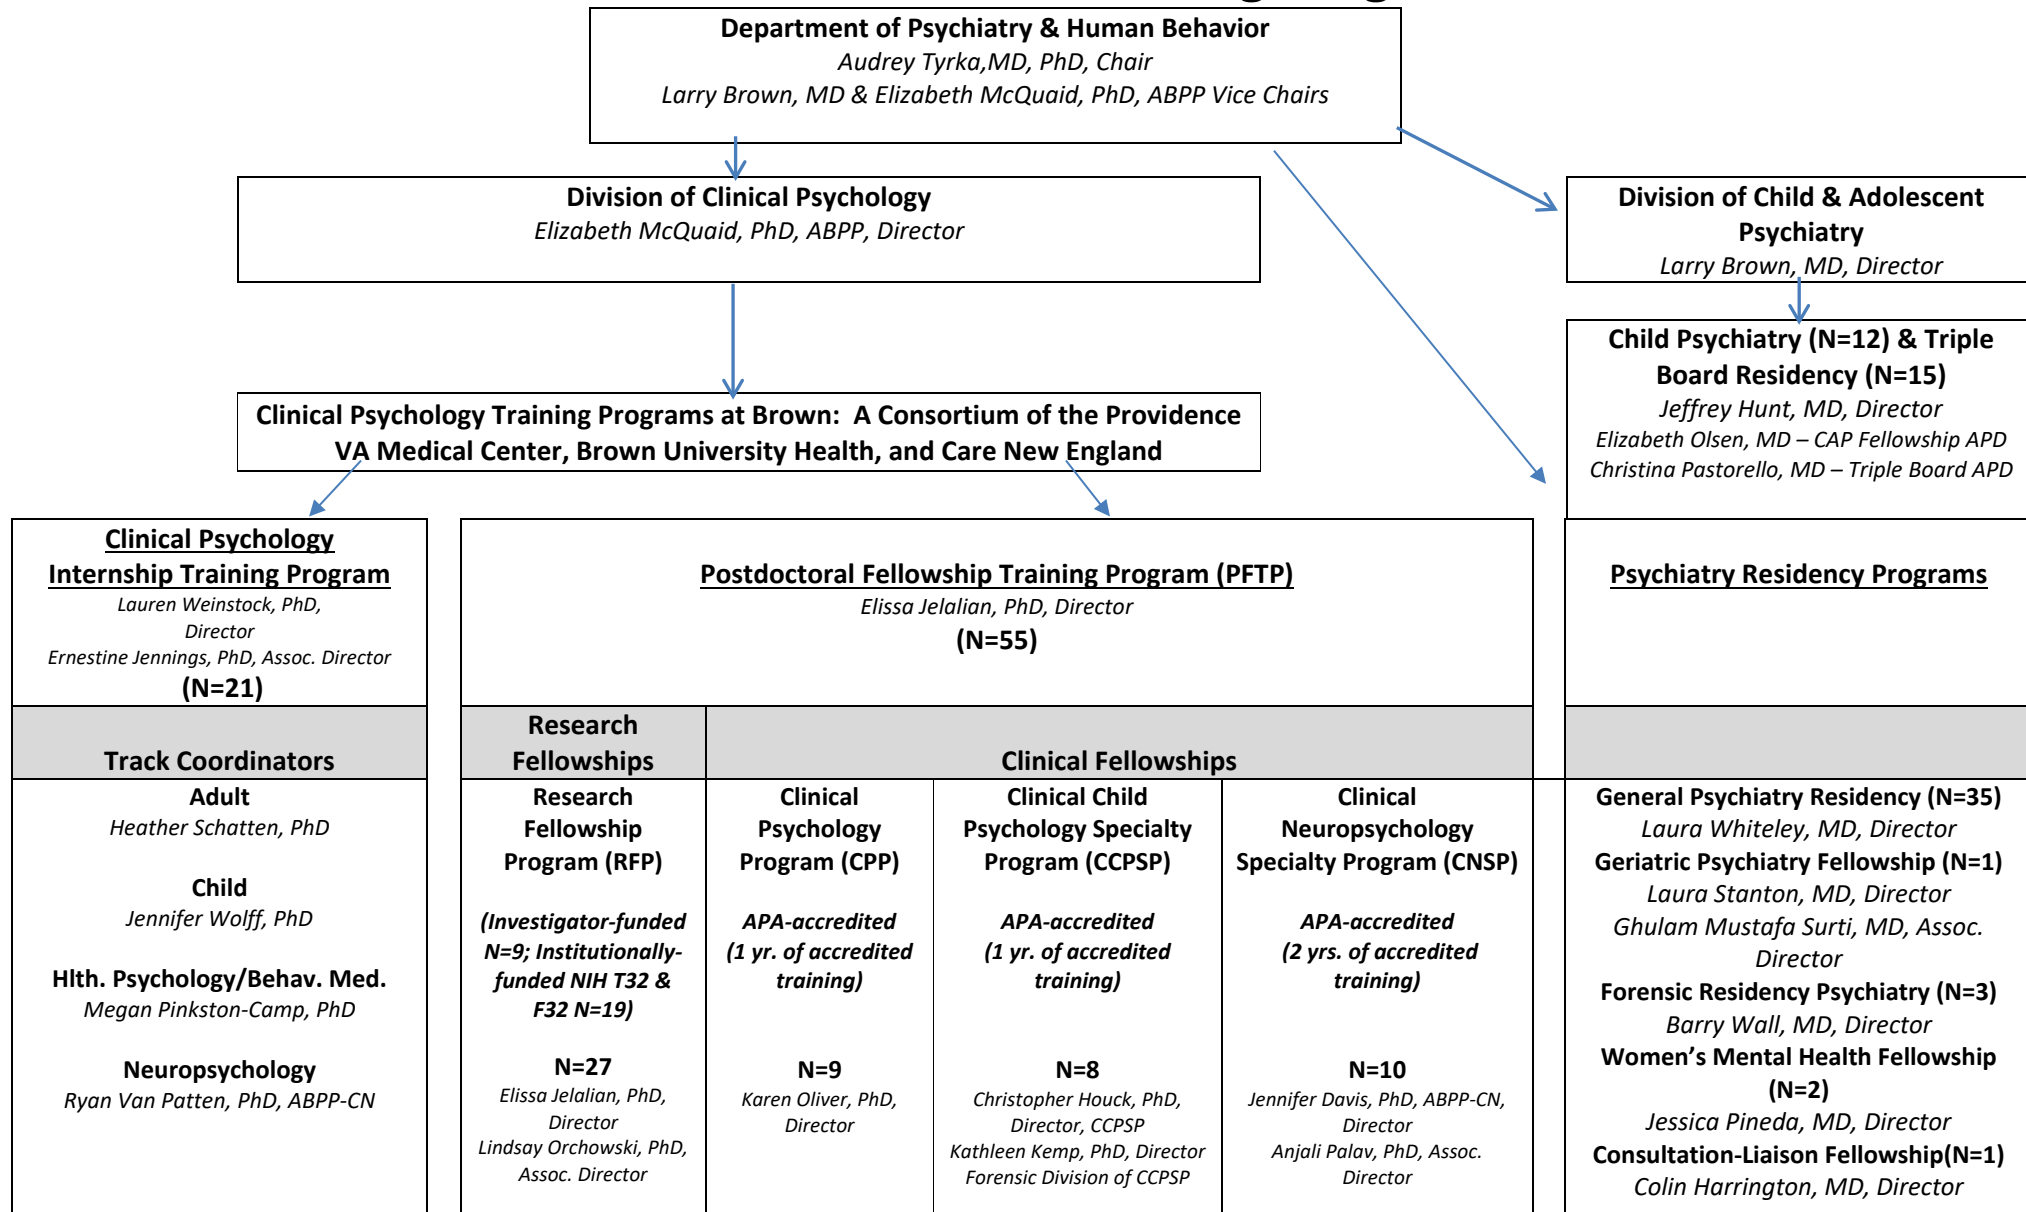 Department of Psychiatry & Human Behavior
Audrey Tyrka,MD, PhD, Chair
Larry Brown, MD & Elizabeth McQuaid, PhD, ABPP Vice Chairs
Division of Clinical Psychology
Elizabeth McQuaid, PhD, ABPP, Director
Division of Child & Adolescent
Psychiatry
Larry Brown, MD, Director
Child Psychiatry (N=12) & Triple
Board Residency (N=15)
Jeffrey Hunt, MD, Director
Elizabeth Olsen, MD – CAP Fellowship APD
Christina Pastorello, MD – Triple Board APD
Clinical Psychology Training Programs at Brown:  A Consortium of the Providence
VA Medical Center, Brown University Health, and Care New England
Clinical Psychology
Internship Training Program
Lauren Weinstock, PhD,
Director
Ernestine Jennings, PhD, Assoc. Director
(N=21)
Postdoctoral Fellowship Training Program (PFTP)
Elissa Jelalian, PhD, Director
(N=55)
Psychiatry Residency Programs
Track Coordinators
Research
Fellowships
Clinical Fellowships
Adult
Heather Schatten, PhD
Child
Jennifer Wolff, PhD
Hlth. Psychology/Behav. Med.
Megan Pinkston-Camp, PhD
Neuropsychology
Ryan Van Patten, PhD, ABPP-CN
Research
Fellowship
Program (RFP)
(Investigator-funded
N=9; Institutionally-
funded NIH T32 &
F32 N=19)
N=27
Elissa Jelalian, PhD,
Director
Lindsay Orchowski, PhD,
Assoc. Director
Clinical
Psychology
Program (CPP)
APA-accredited
(1 yr. of accredited
training)
N=9
Karen Oliver, PhD,
Director
Clinical Child
Psychology Specialty
Program (CCPSP)
APA-accredited
(1 yr. of accredited
training)
N=8
Christopher Houck, PhD,
Director, CCPSP
Kathleen Kemp, PhD, Director
Forensic Division of CCPSP
Clinical
Neuropsychology
Specialty Program (CNSP)
APA-accredited
(2 yrs. of accredited
training)
N=10
Jennifer Davis, PhD, ABPP-CN,
Director
Anjali Palav, PhD, Assoc.
Director
General Psychiatry Residency (N=35)
Laura Whiteley, MD, Director
Geriatric Psychiatry Fellowship (N=1)
Laura Stanton, MD, Director
Ghulam Mustafa Surti, MD, Assoc.
Director
Forensic Residency Psychiatry (N=3)
Barry Wall, MD, Director
Women's Mental Health Fellowship
(N=2)
Jessica Pineda, MD, Director
Consultation-Liaison Fellowship(N=1)
Colin Harrington, MD, Director